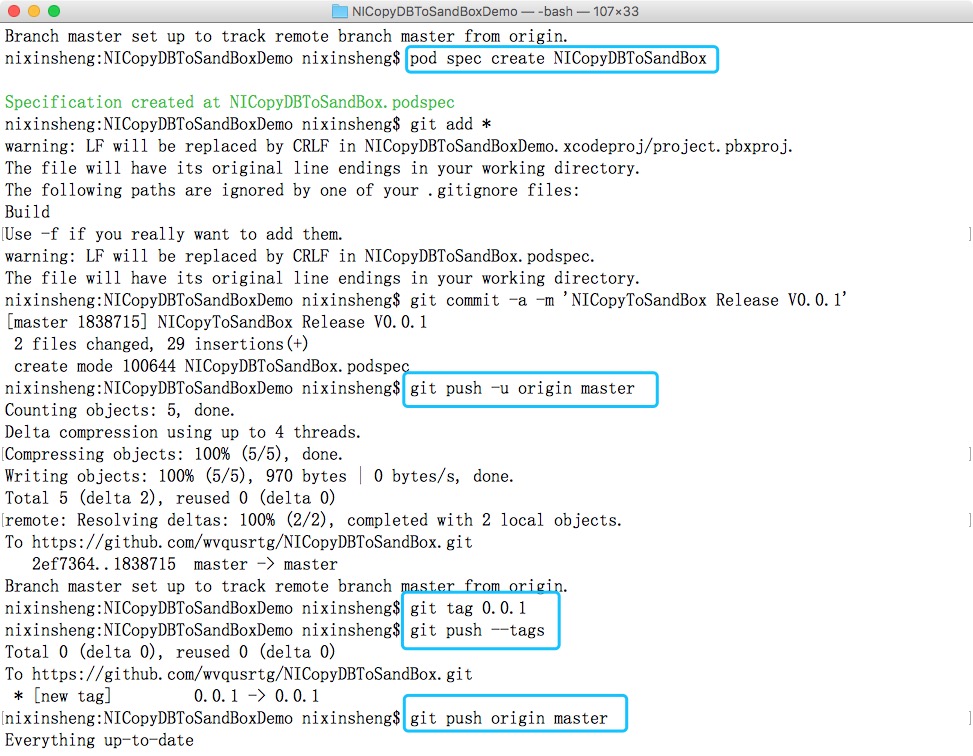 NICopyDBToSandBoxDemo — -bash — 107×33
Branch master set up to track remote branch master from origin.
nixinsheng:NICopyDBToSandBoxDemo nixinsheng$ pod spec create NICopyDBToSandBox
Specification created at NICopyDBToSandBox.podspec
nixinsheng:NICopyDBToSandBoxDemo nixinsheng$ git add *
warning: LF will be replaced by CRLF in NICopyDBToSandBoxDemo.xcodeproj/project.pbxproj.
The file will have its original line endings in your working directory.
The following paths are ignored by one of your .gitignore files:
Build
[Use -f if you really want to add them. ]
warning: LF will be replaced by CRLF in NICopyDBToSandBox.podspec.
The file will have its original line endings in your working directory.
nixinsheng:NICopyDBToSandBoxDemo nixinsheng$ git commit -a -m 'NICopyToSandBox Release V0.0.1'
[master 1838715] NICopyToSandBox Release V0.0.1
 2 files changed, 29 insertions(+)
 create mode 100644 NICopyDBToSandBox.podspec
nixinsheng:NICopyDBToSandBoxDemo nixinsheng$ git push -u origin master
Counting objects: 5, done.
Delta compression using up to 4 threads.
[Compressing objects: 100% (5/5), done. ]
Writing objects: 100% (5/5), 970 bytes | 0 bytes/s, done.
Total 5 (delta 2), reused 0 (delta 0)
[remote: Resolving deltas: 100% (2/2), completed with 2 local objects. ]
To https://github.com/wvqusrtg/NICopyDBToSandBox.git
   2ef7364..1838715  master -> master
Branch master set up to track remote branch master from origin.
nixinsheng:NICopyDBToSandBoxDemo nixinsheng$ git tag 0.0.1
nixinsheng:NICopyDBToSandBoxDemo nixinsheng$ git push --tags
Total 0 (delta 0), reused 0 (delta 0)
To https://github.com/wvqusrtg/NICopyDBToSandBox.git
 * [new tag]         0.0.1 -> 0.0.1
[nixinsheng:NICopyDBToSandBoxDemo nixinsheng$ git push origin master ]
Everything up-to-date